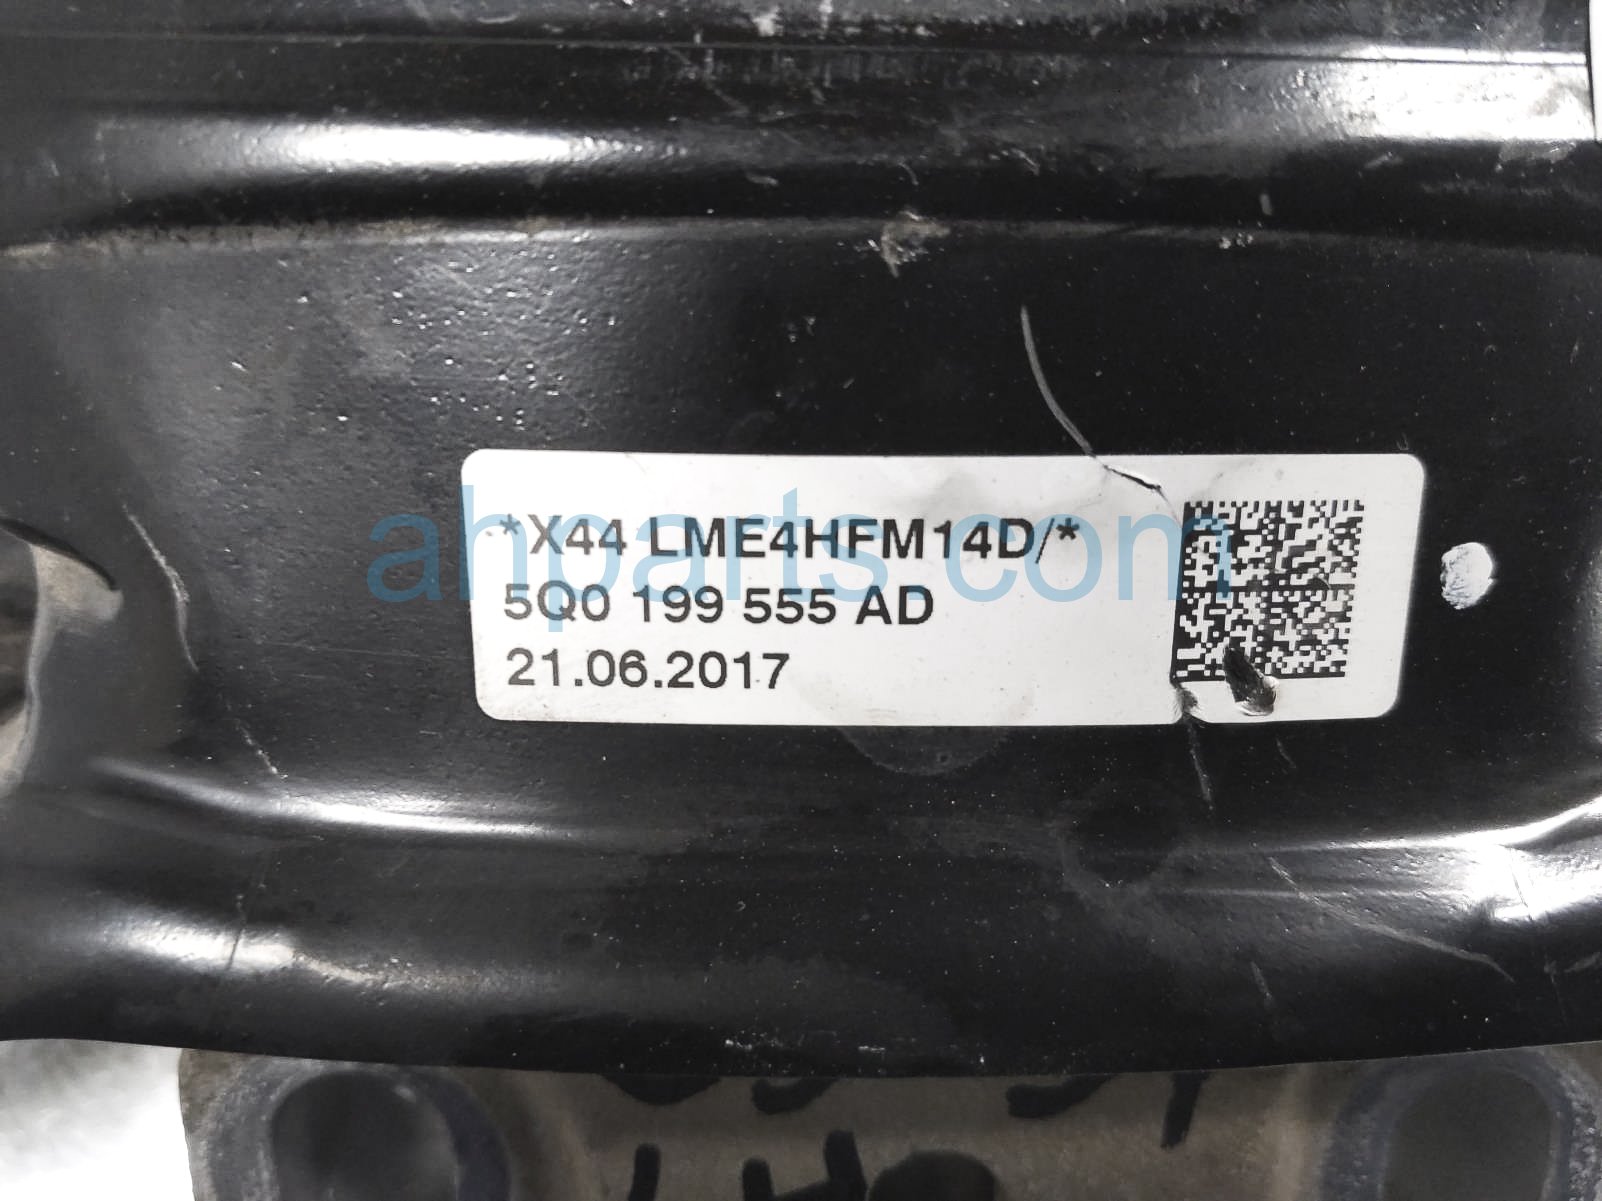 *X44 LME4HFM14D/*
5Q0 199 555 AD
21.06.2017
ahparts.com